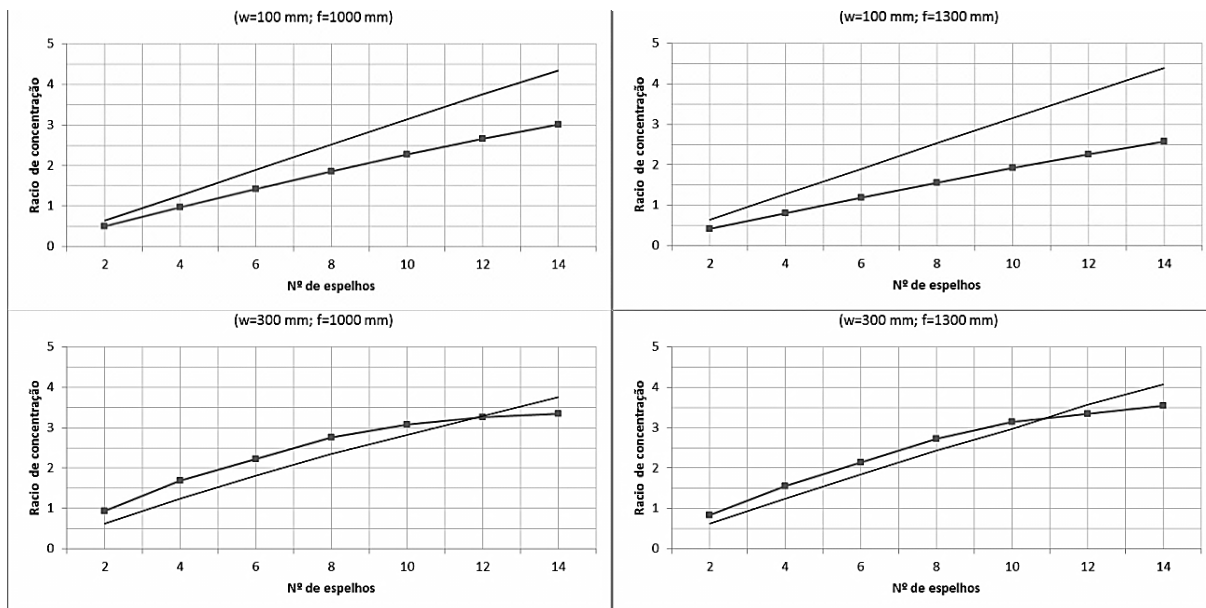 (w=100 mm; f=1000 mm)
Racio de concentração
5
4
3
2
1
0
2 4 6 8 10 12 14
Nº de espelhos
(w=100 mm; f=1300 mm)
Racio de concentração
5
4
3
2
1
0
2 4 6 8 10 12 14
Nº de espelhos
(w=300 mm; f=1000 mm)
Racio de concentração
5
4
3
2
1
0
2 4 6 8 10 12 14
Nº de espelhos
(w=300 mm; f=1300 mm)
Racio de concentração
5
4
3
2
1
0
2 4 6 8 10 12 14
Nº de espelhos